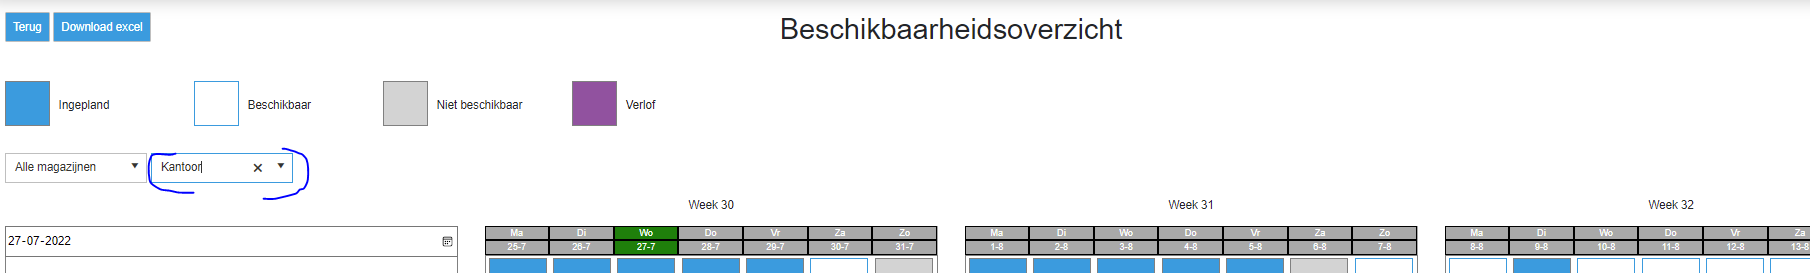 Terug Download excel
Beschikbaarheidsoverzicht
Ingepland Beschikbaar Niet beschikbaar Verlof
Alle magazijnen Kantoor
Week 30 Week 31 Week 32
27-07-2022
Ma Di Wo Do Vr Za Zo Ma Di Wo Do Vr Za Zo Ma Di Wo Do Vr Za
25-7 26-7 27-7 28-7 29-7 30-7 31-7 1-8 2-8 3-8 4-8 5-8 6-8 7-8 8-8 9-8 10-8 11-8 12-8 13-8